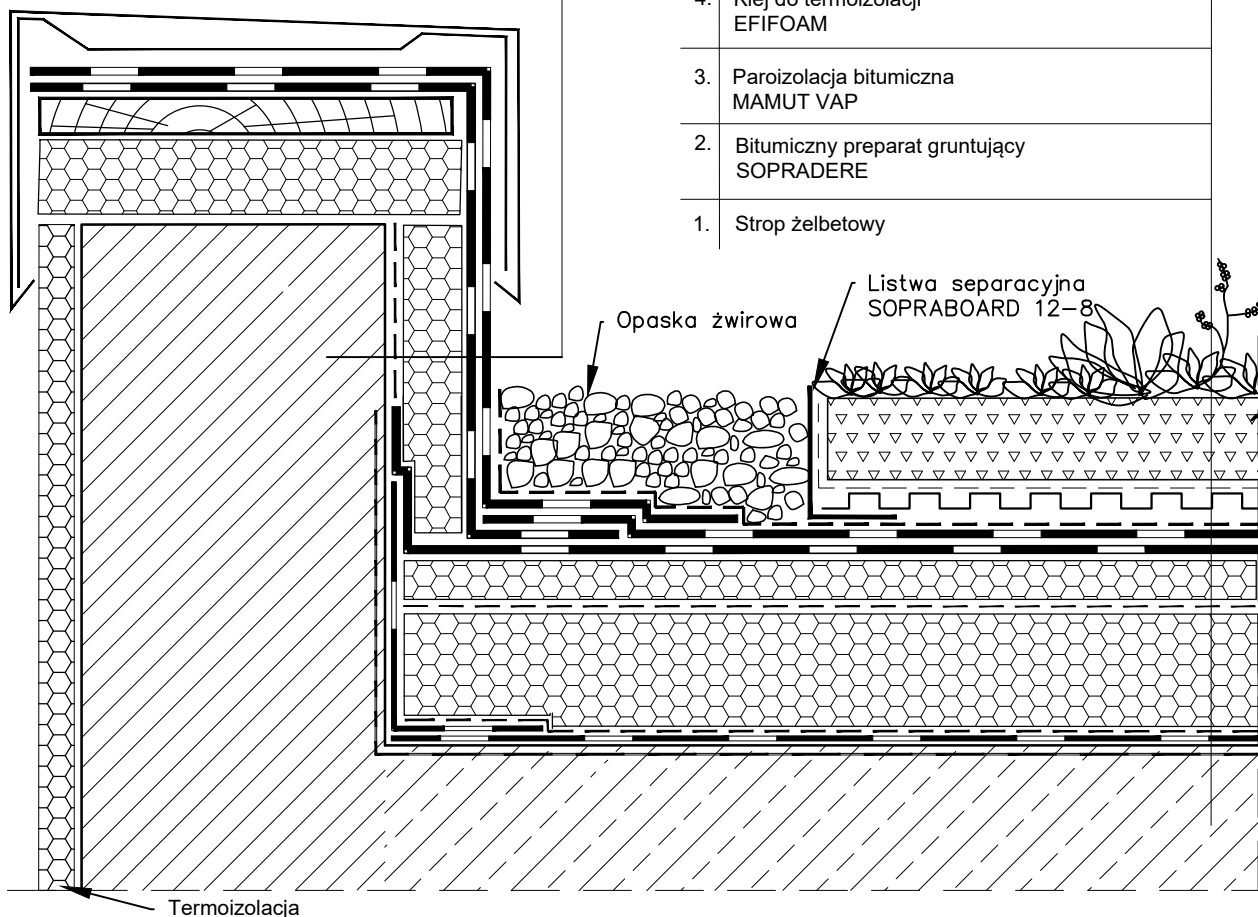 4. Klej do termoizolacji
EFIFOAM
3. Paroizolacja bitumiczna
MAMUT VAP
2. Bitumiczny preparat gruntujący
SOPRADERE
1. Strop żelbetowy
Listwa separacyjna
SOPRABOARD 12-8
Opaska żwirowa
Termoizolacja